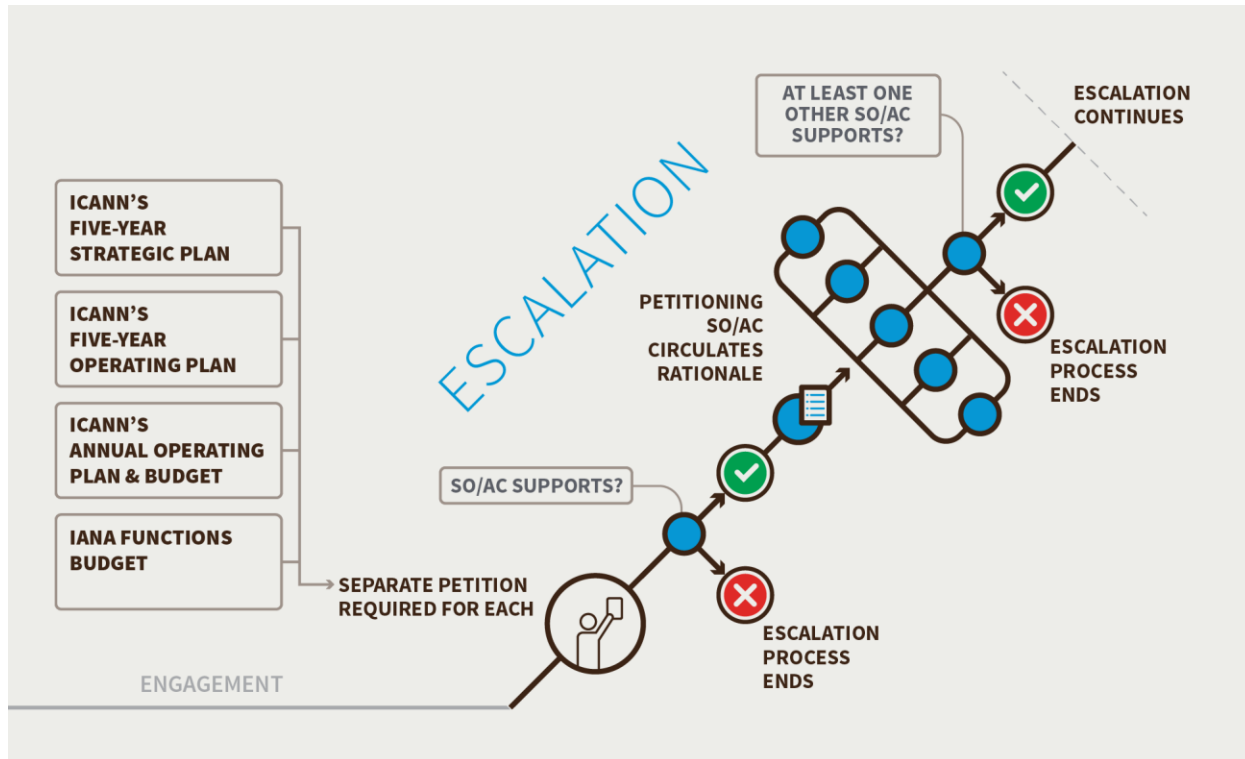 ICANN'S
FIVE-YEAR
STRATEGIC PLAN
ICANN'S
FIVE-YEAR
OPERATING PLAN
ICANN'S
ANNUAL OPERATING
PLAN & BUDGET
IANA FUNCTIONS
BUDGET
SEPARATE PETITION
REQUIRED FOR EACH
ENGAGEMENT
ESCALATION
SO/AC SUPPORTS?
ESCALATION
PROCESS
ENDS
PETITIONING
SO/AC
CIRCULATES
RATIONALE
AT LEAST ONE
OTHER SO/AC
SUPPORTS?
ESCALATION
PROCESS
ENDS
ESCALATION
CONTINUES